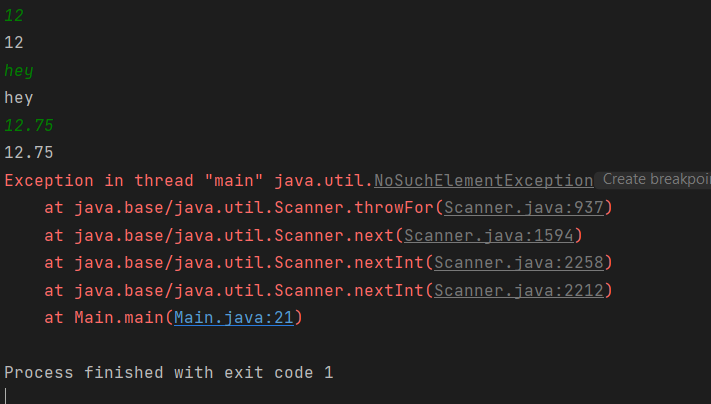 12
12
hey
hey
12.75
12.75
Exception in thread "main" java.util.NoSuchElementException Create breakpoi
at java.base/java.util.Scanner.throwFor(Scanner.java:937)
at java.base/java.util.Scanner.next(Scanner.java:1594)
at java.base/java.util.Scanner.nextInt(Scanner.java:2258)
at java.base/java.util.Scanner.nextInt(Scanner.java:2212)
at Main.main(Main.java:21)
Process finished with exit code 1